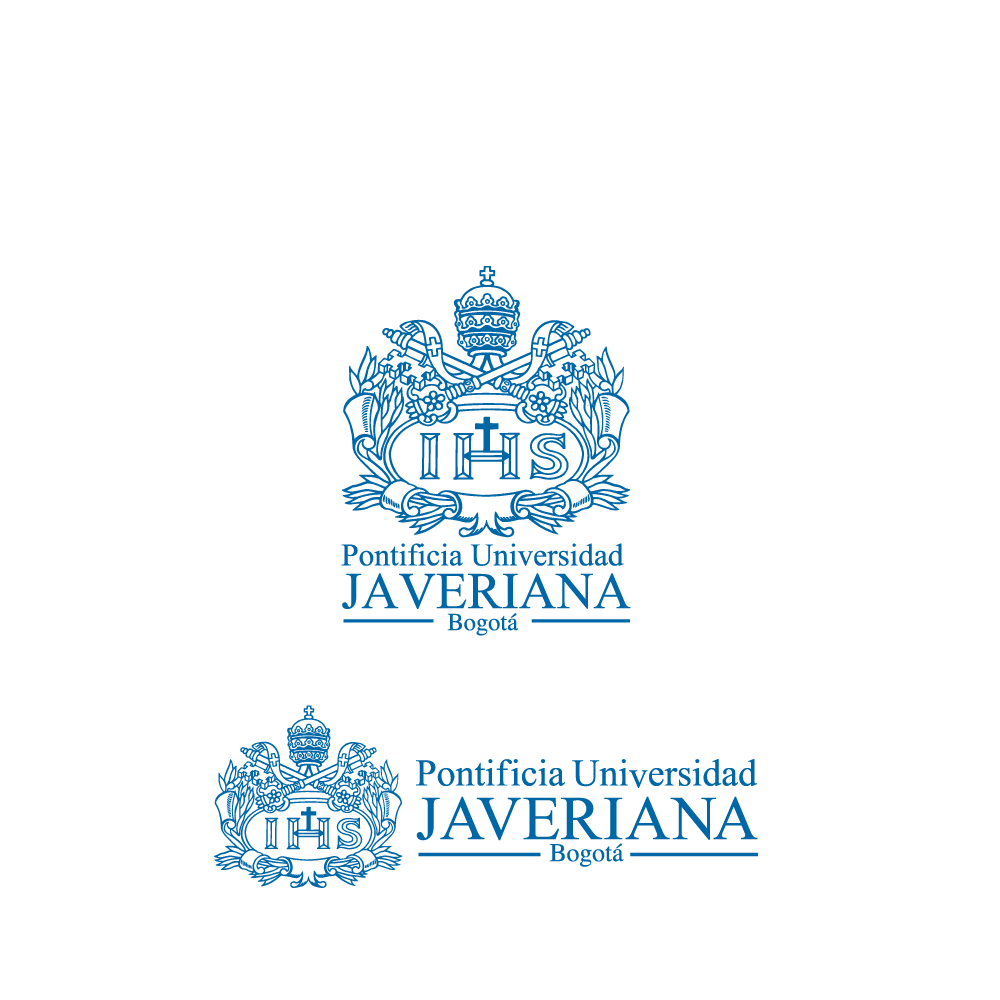 IHS
Pontificia Universidad
JAVERIANA
Bogotá
IHS
Pontificia Universidad
JAVERIANA
Bogotá